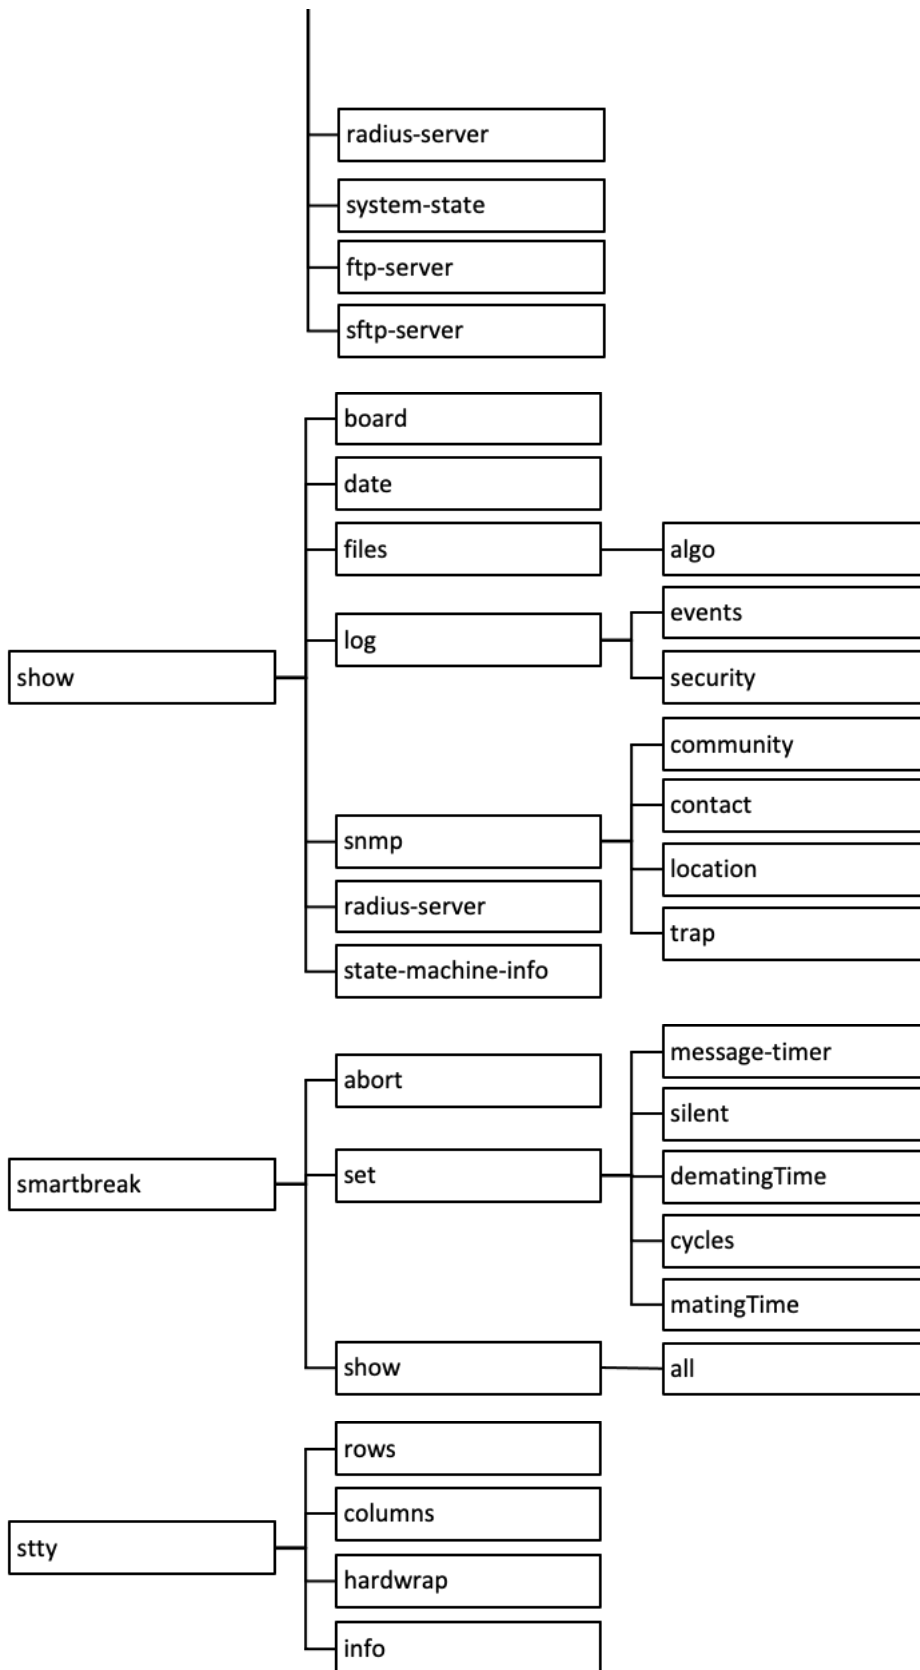 radius-server
system-state
ftp-server
sftp-server
board
date
files
algo
events
log
security
show
community
contact
snmp
location
radius-server
trap
state-machine-info
message-timer
abort
silent
set
dematingTime
smartbreak
cycles
matingTime
show
all
rows
columns
stty
hardwrap
info